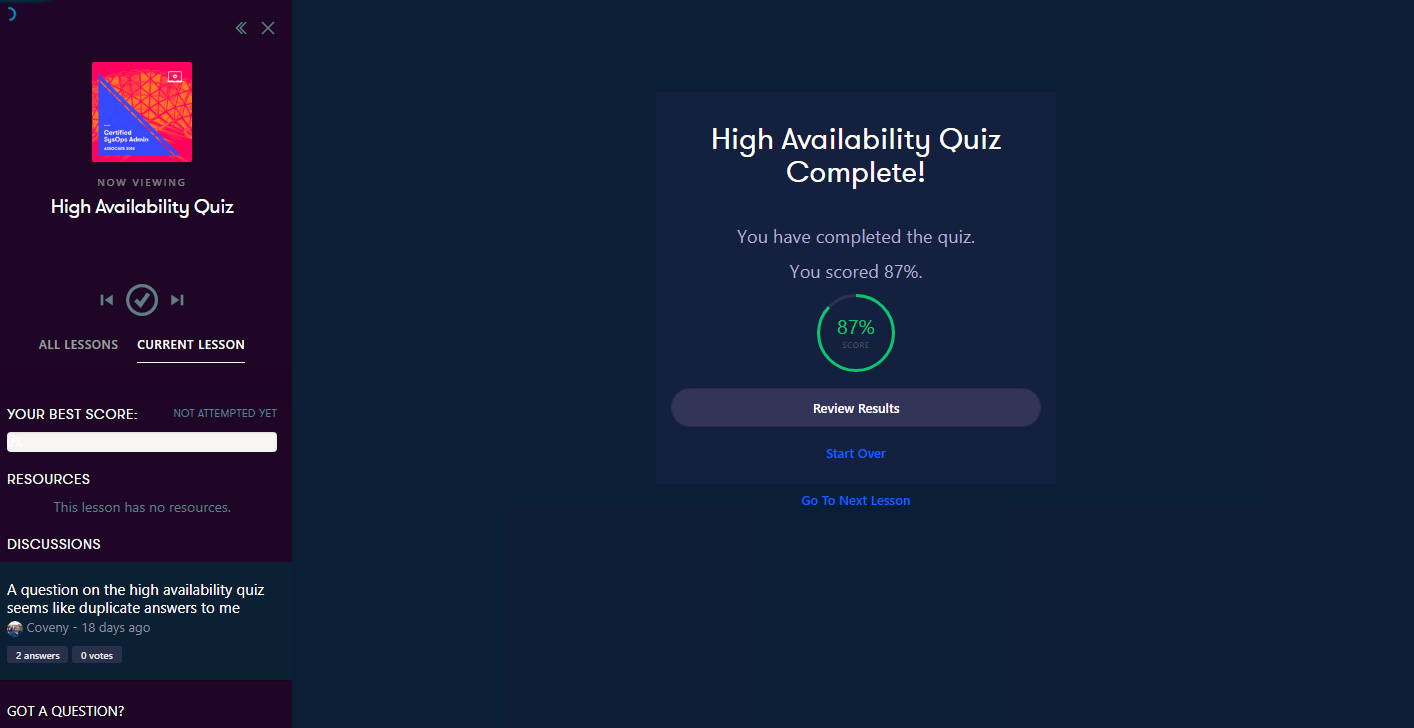 Certified
SysOps Admin
ASSOCIATE 2018
NOW VIEWING
High Availability Quiz
ALL LESSONS
CURRENT LESSON
YOUR BEST SCORE:
NOT ATTEMPTED YET
RESOURCES
This lesson has no resources.
DISCUSSIONS
A question on the high availability quiz
seems like duplicate answers to me
Coveny - 18 days ago
2 answers
0 votes
GOT A QUESTION?
High Availability Quiz
Complete!
You have completed the quiz.
You scored 87%.
87%
SCORE
Review Results
Start Over
Go To Next Lesson